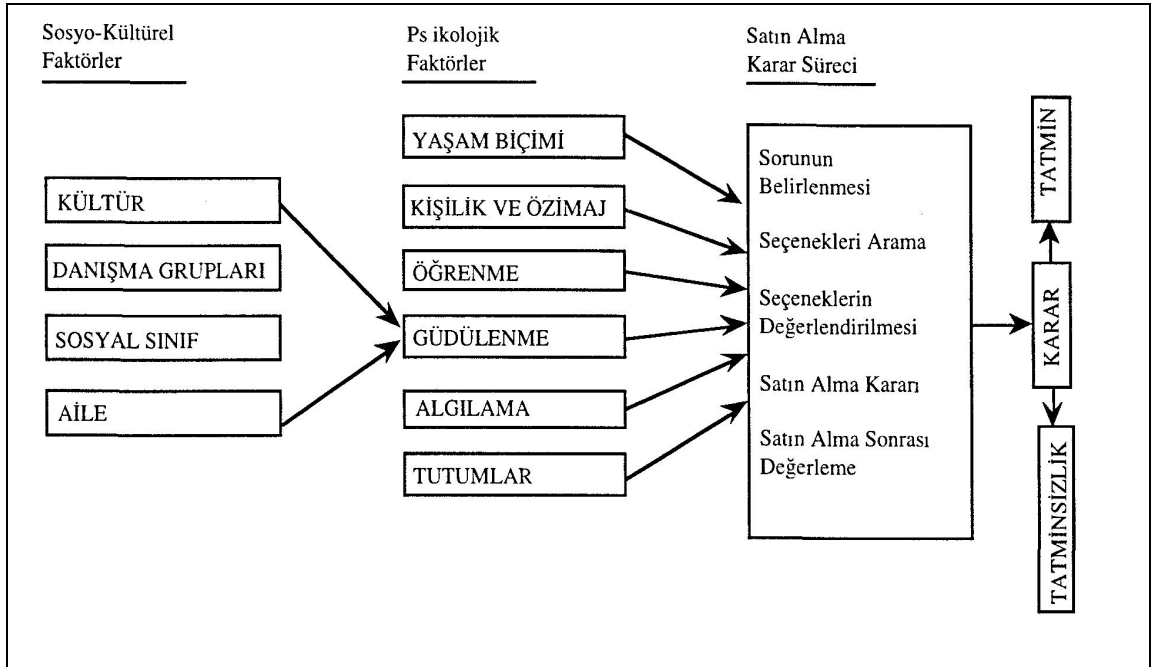 Sosyo-Kültürel
Faktörler
Ps ikolojik
Faktörler
Satın Alma
Karar Süreci
KÜLTÜR
DANIŞMA GRUPLARI
SOSYAL SINIF
AİLE
YAŞAM BİÇİMİ
KİŞİLİK VE ÖZİMAJ
ÖĞRENME
GÜDÜLENME
ALGILAMA
TUTUMLAR
Sorunun
Belirlenmesi
Seçenekleri Arama
Seçeneklerin
Değerlendirilmesi
Satın Alma Kararı
Satın Alma Sonrası
Değerleme
TATMİN
KARAR
TATMİNSİZLİK